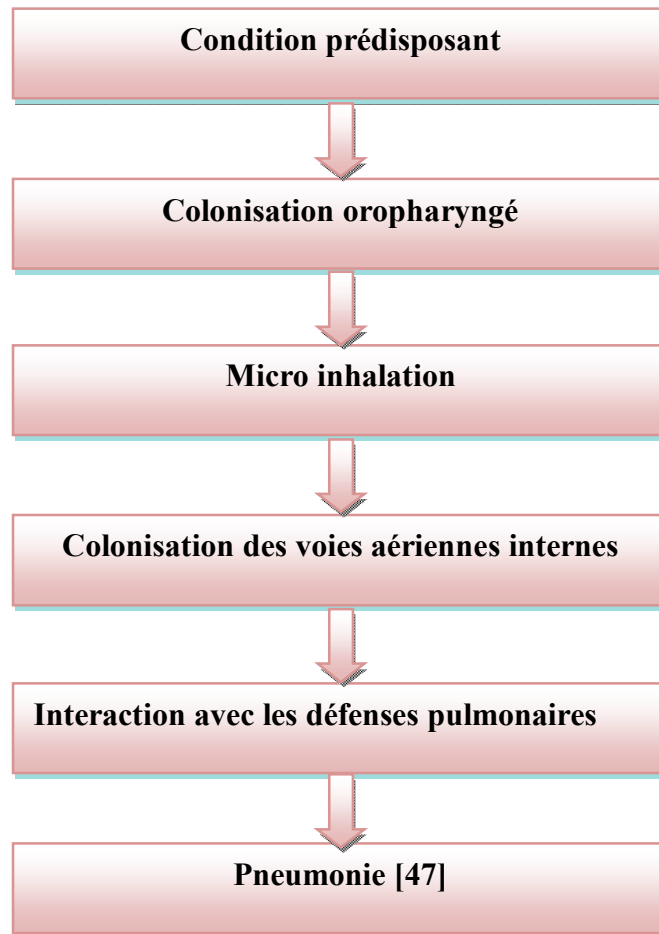 Condition prédisposant
Colonisation oropharyngé
Micro inhalation
Colonisation des voies aériennes internes
Interaction avec les défenses pulmonaires
Pneumonie [47]